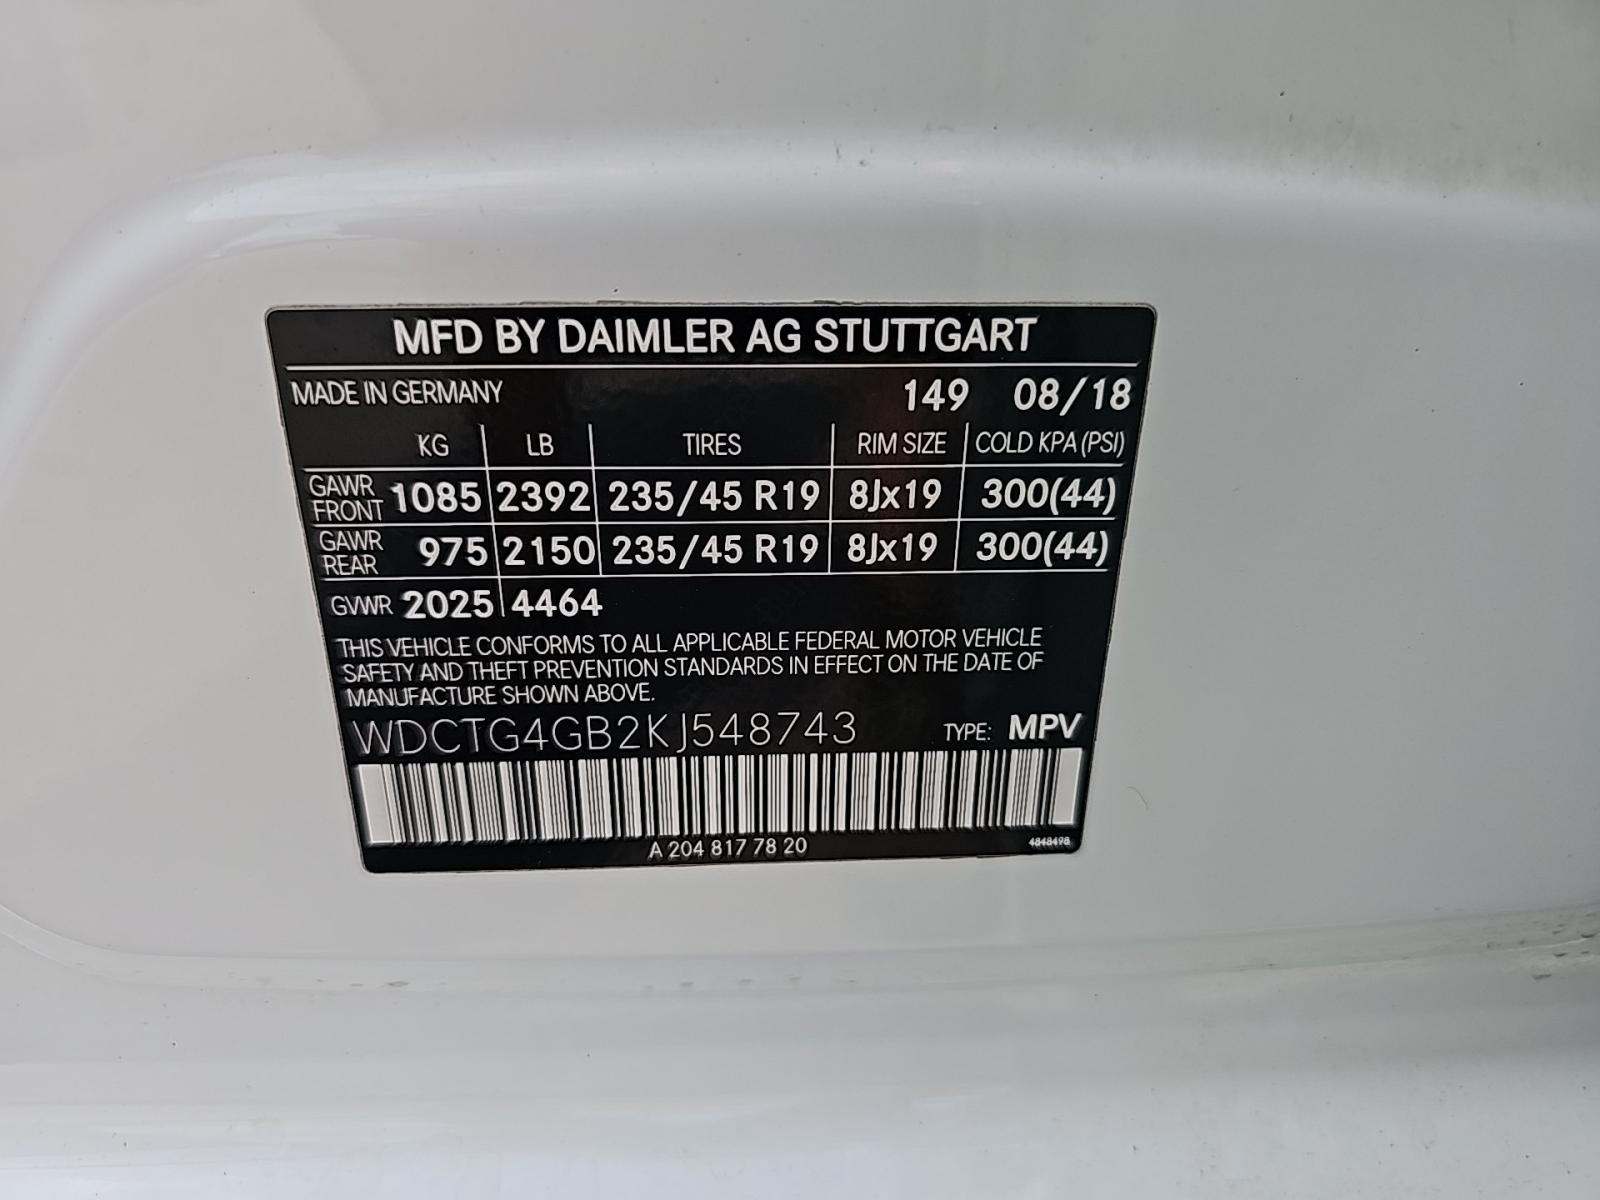 MFD BY DAIMLER AG STUTTGART
MADE IN GERMANY 149 08/18
KG LB TIRES RIM SIZE COLD KPA (PSI)
GAWR FRONT 1085 2392 235/45 R19 8Jx19 300(44)
GAWR REAR 975 2150 235/45 R19 8Jx19 300(44)
GVWR 2025 4464
THIS VEHICLE CONFORMS TO ALL APPLICABLE FEDERAL MOTOR VEHICLE
SAFETY AND THEFT PREVENTION STANDARDS IN EFFECT ON THE DATE OF
MANUFACTURE SHOWN ABOVE.
WDCTG4GB2KJ548743 TYPE: MPV
A 204 817 78 20 4848498